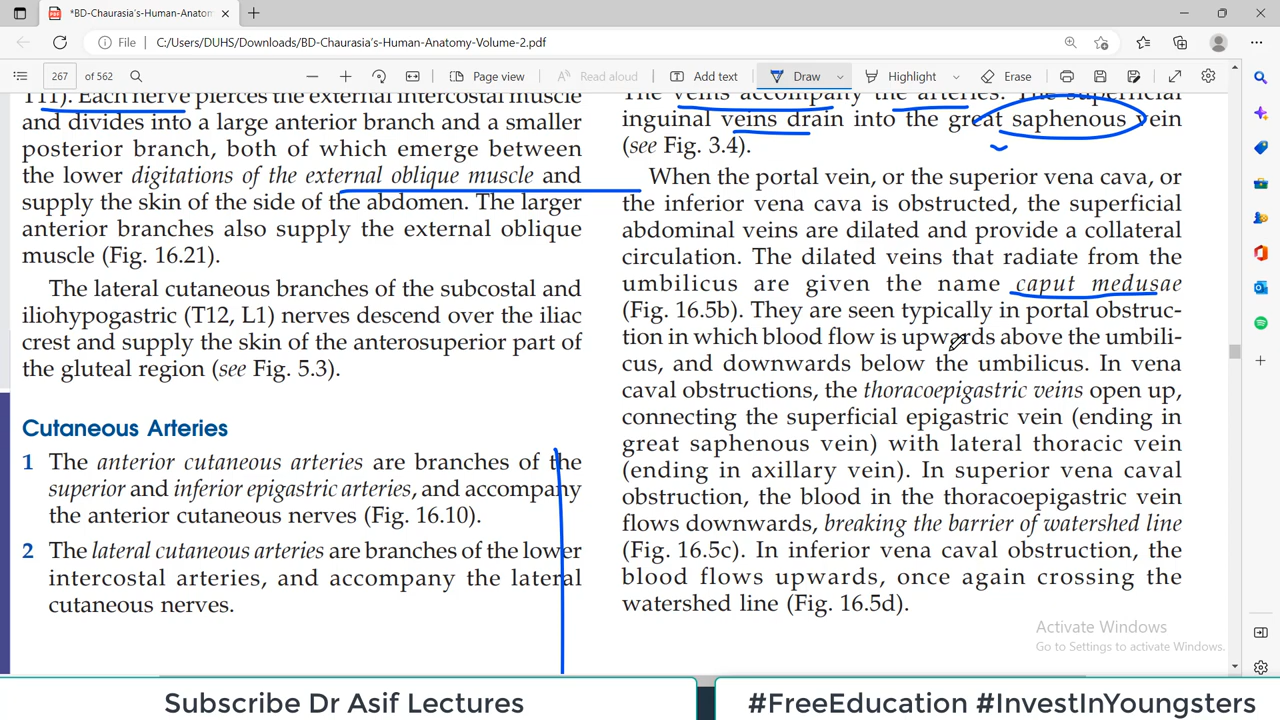 *BD-Chaurasia's-Human-Anatom
File
C:/Users/DUHS/Downloads/BD-Chaurasia's-Human-Anatomy-Volume-2.pdf
267 of 562
Page view
Read aloud
Add text
Draw
Highlight
Erase
T11). Each nerve pierces the external intercostal muscle
and divides into a large anterior branch and a smaller
posterior branch, both of which emerge between
the lower digitations of the external oblique muscle and
supply the skin of the side of the abdomen. The larger
anterior branches also supply the external oblique
muscle (Fig. 16.21).
The lateral cutaneous branches of the subcostal and
iliohypogastric (T12, L1) nerves descend over the iliac
crest and supply the skin of the anterosuperior part of
the gluteal region (see Fig. 5.3).
Cutaneous Arteries
1 The anterior cutaneous arteries are branches of the
superior and inferior epigastric arteries, and accompany
the anterior cutaneous nerves (Fig. 16.10).
2 The lateral cutaneous arteries are branches of the lower
intercostal arteries, and accompany the lateral
cutaneous nerves.
The veins accompany the arteries. The superficial
inguinal veins drain into the great saphenous vein
(see Fig. 3.4).
When the portal vein, or the superior vena cava, or
the inferior vena cava is obstructed, the superficial
abdominal veins are dilated and provide a collateral
circulation. The dilated veins that radiate from the
umbilicus are given the name caput medusae
(Fig. 16.5b). They are seen typically in portal obstruc-
tion in which blood flow is upwards above the umbili-
cus, and downwards below the umbilicus. In vena
caval obstructions, the thoracoepigastric veins open up,
connecting the superficial epigastric vein (ending in
great saphenous vein) with lateral thoracic vein
(ending in axillary vein). In superior vena caval
obstruction, the blood in the thoracoepigastric vein
flows downwards, breaking the barrier of watershed line
(Fig. 16.5c). In inferior vena caval obstruction, the
blood flows upwards, once again crossing the
watershed line (Fig. 16.5d).
Activate Windows
Go to Settings to activate Windows.
Subscribe Dr Asif Lectures
#FreeEducation #InvestInYoungsters